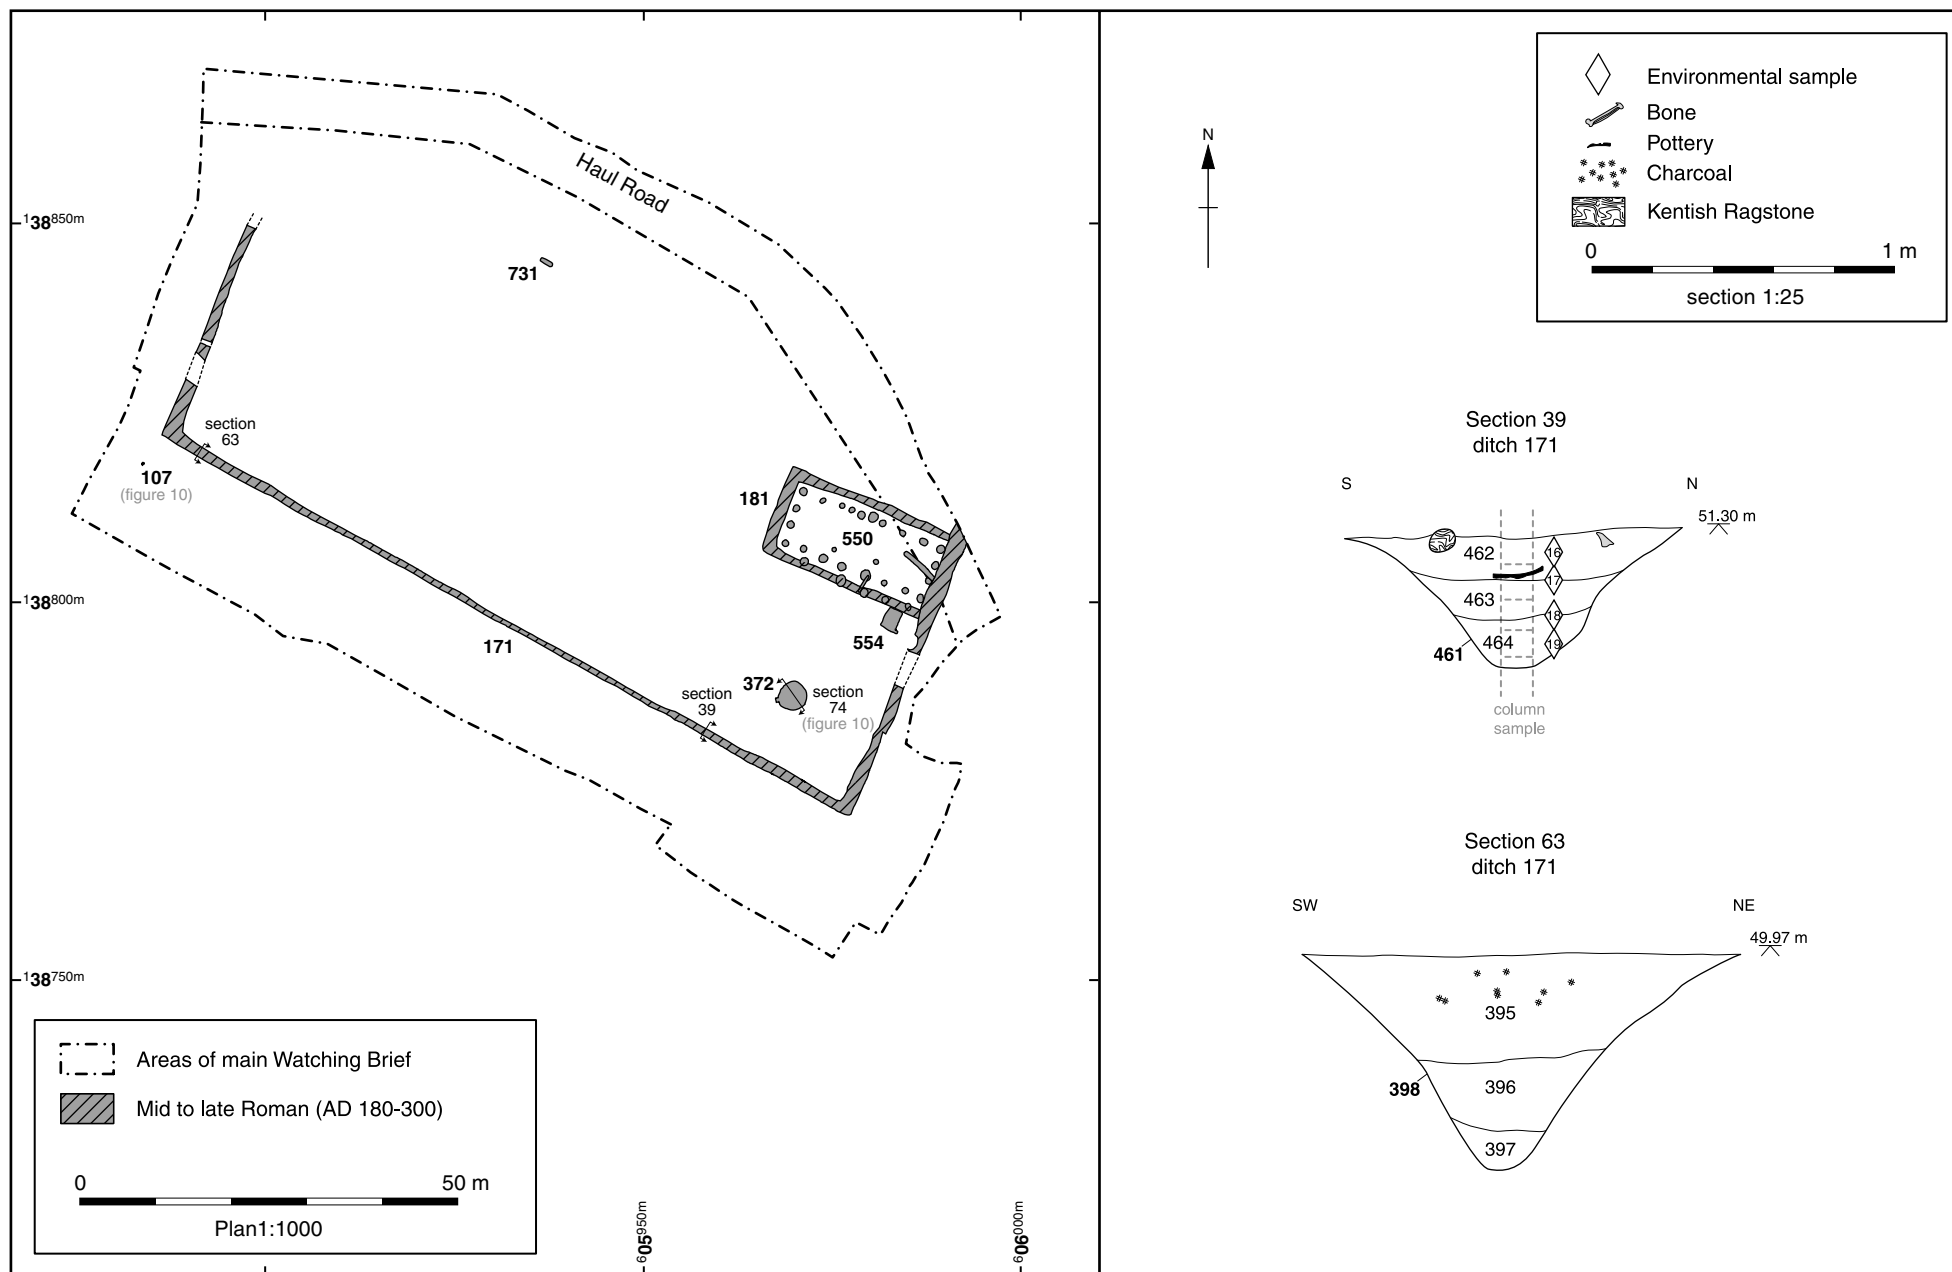 Haul Road
138850m
731
section
63
107
(figure 10)
181
550
138800m
554
171
372
section
39
section
74
(figure 10)
138750m
Areas of main Watching Brief
Mid to late Roman (AD 180-300)
0 50 m
Plan1:1000
605950m
606000m
N
Environmental sample
Bone
Pottery
Charcoal
Kentish Ragstone
0 1 m
section 1:25
Section 39
ditch 171
S N
51.30 m
462
16
17
463
18
464
19
461
column
sample
Section 63
ditch 171
SW NE
49.97 m
395
398
396
397